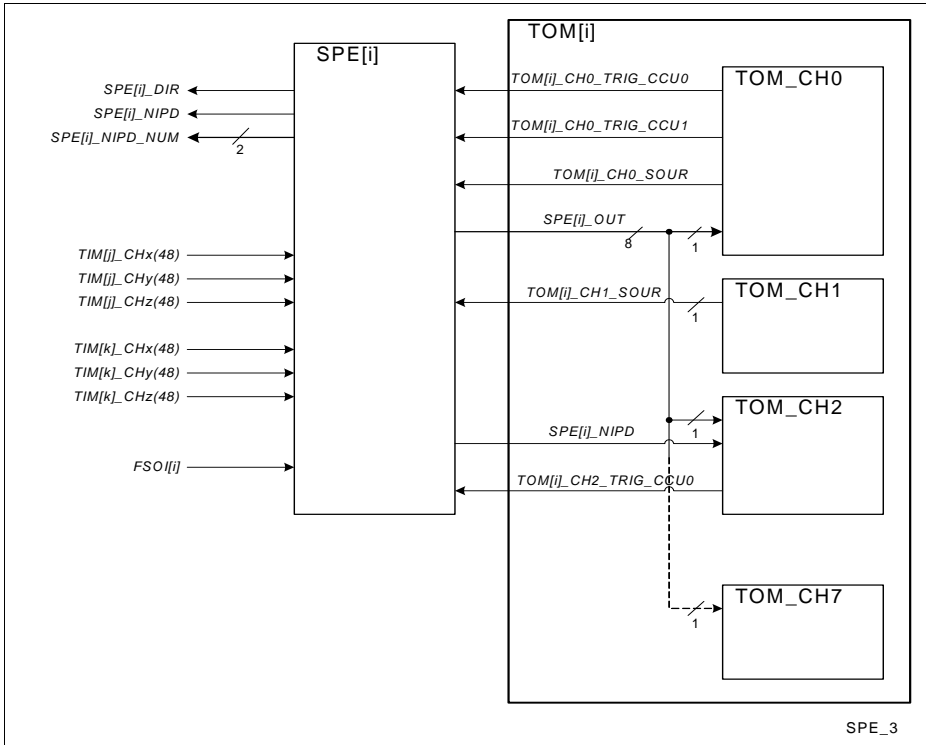 TOM[i]
SPE[i]
TOM_CH0
TOM[i]_CH0_TRIG_CCU0
SPE[i]_DIR
SPE[i]_NIPD
TOM[i]_CH0_TRIG_CCU1
SPE[i]_NIPD_NUM
2
TOM[i]_CH0_SOUR
SPE[i]_OUT
8
1
TIM[j]_CHx(48)
TIM[j]_CHy(48)
TIM[j]_CHz(48)
TOM[i]_CH1_SOUR
1
TOM_CH1
TIM[k]_CHx(48)
TIM[k]_CHy(48)
TIM[k]_CHz(48)
TOM_CH2
1
SPE[i]_NIPD
FSOI[i]
TOM[i]_CH2_TRIG_CCU0
TOM_CH7
1
SPE_3